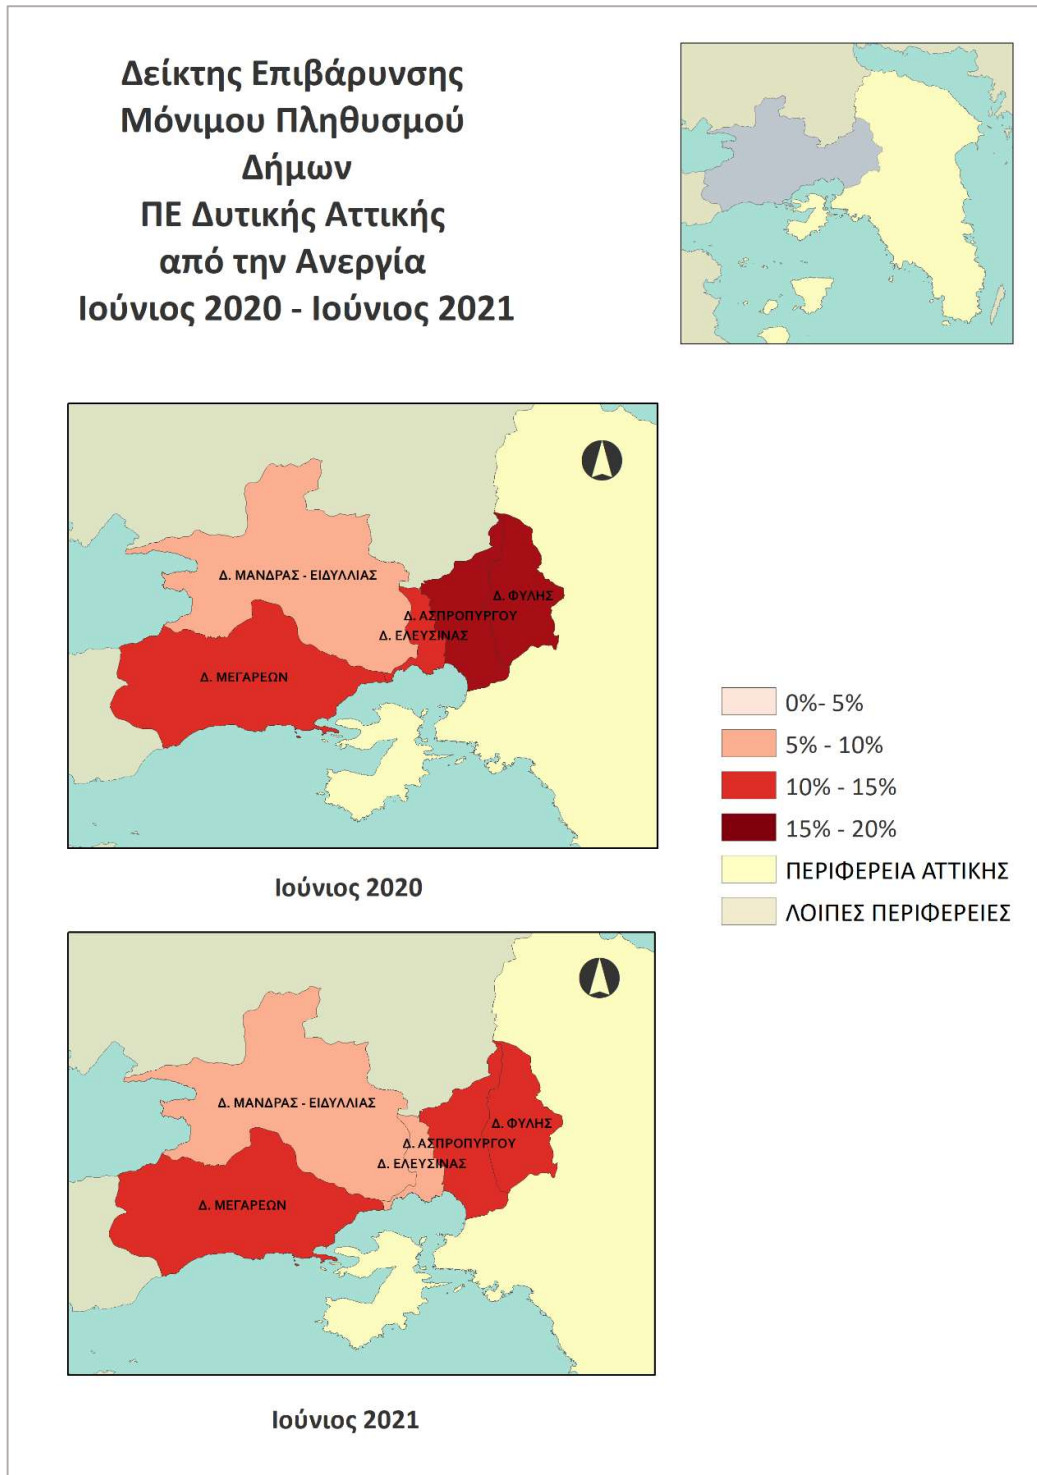 Δείκτης Επιβάρυνσης
Μόνιμου Πληθυσμού
Δήμων
ΠΕ Δυτικής Αττικής
από την Ανεργία
Ιούνιος 2020 - Ιούνιος 2021
Δ. ΜΑΝΔΡΑΣ - ΕΙΔΥΛΛΙΑΣ
Δ. ΦΥΛΗΣ
Δ. ΑΣΠΡΟΠΥΡΓΟΥ
Δ. ΕΛΕΥΣΙΝΑΣ
Δ. ΜΕΓΑΡΕΩΝ
Ιούνιος 2020
0%- 5%
5% - 10%
10% - 15%
15% - 20%
ΠΕΡΙΦΕΡΕΙΑ ΑΤΤΙΚΗΣ
ΛΟΙΠΕΣ ΠΕΡΙΦΕΡΕΙΕΣ
Δ. ΜΑΝΔΡΑΣ - ΕΙΔΥΛΛΙΑΣ
Δ. ΦΥΛΗΣ
Δ. ΑΣΠΡΟΠΥΡΓΟΥ
Δ. ΕΛΕΥΣΙΝΑΣ
Δ. ΜΕΓΑΡΕΩΝ
Ιούνιος 2021